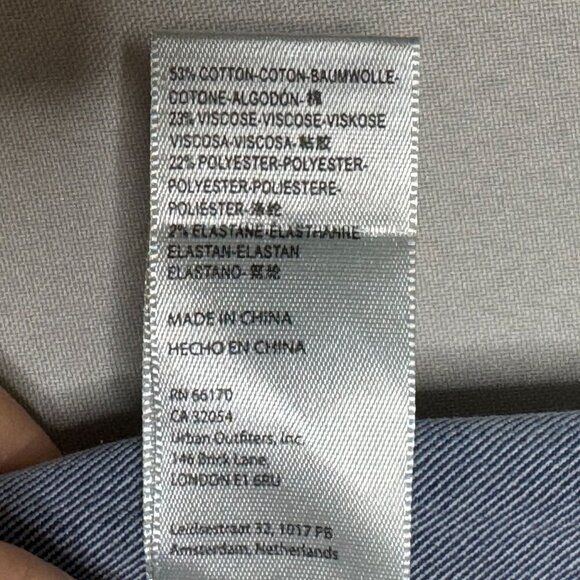 53% COTTON-COTON-BAUMWOLLE-
COTONE-ALGODÓN-棉
23% VISCOSE-VISCOSE-VISKOSE
VISCOSA-VISCOSA-粘胶
22% POLYESTER-POLYESTER-
POLYESTER-POLIESTERE-
POLIÉSTER-涤纶
2% ELASTANE-ELASTHANNE
ELASTAN-ELASTAN
ELASTANO-氨纶
MADE IN CHINA
HECHO EN CHINA
RN 66170
CA 32054
Urban Outfitters, Inc.
146 Brick Lane,
LONDON E1 6RU
Leidsestraat 32, 1017 PB
Amsterdam, Netherlands